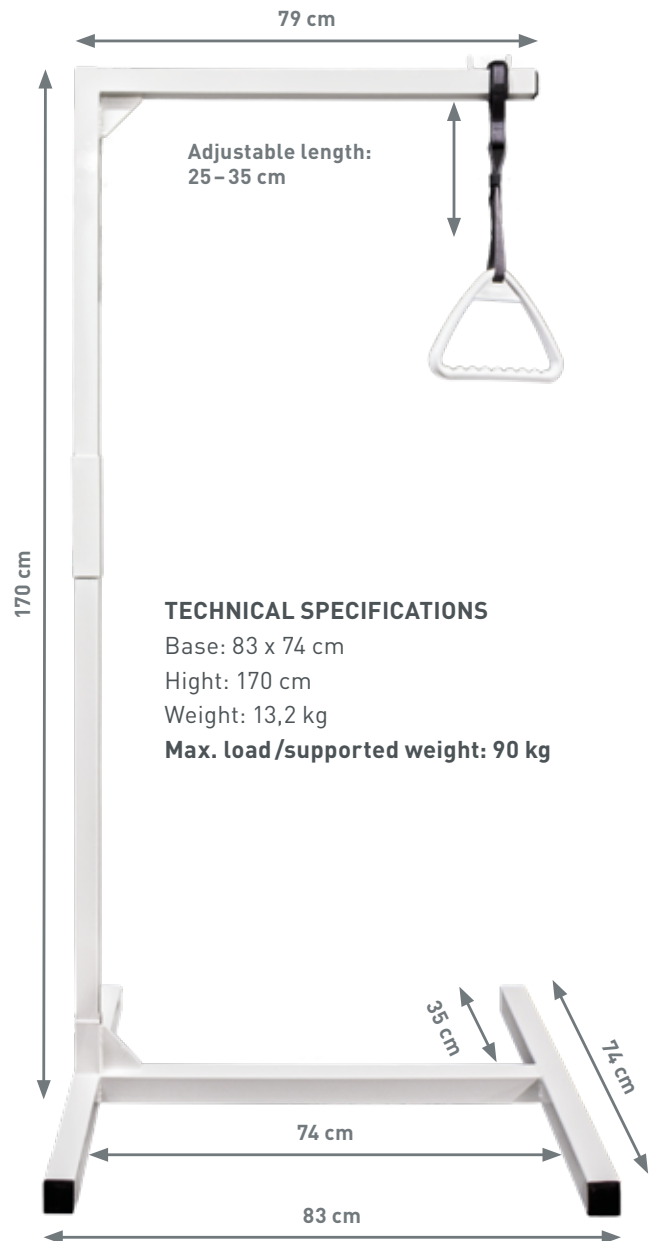 79 cm
Adjustable length:
25–35 cm
170 cm
TECHNICAL SPECIFICATIONS
Base: 83 x 74 cm
Hight: 170 cm
Weight: 13,2 kg
Max. load/supported weight: 90 kg
35 cm
74 cm
74 cm
83 cm